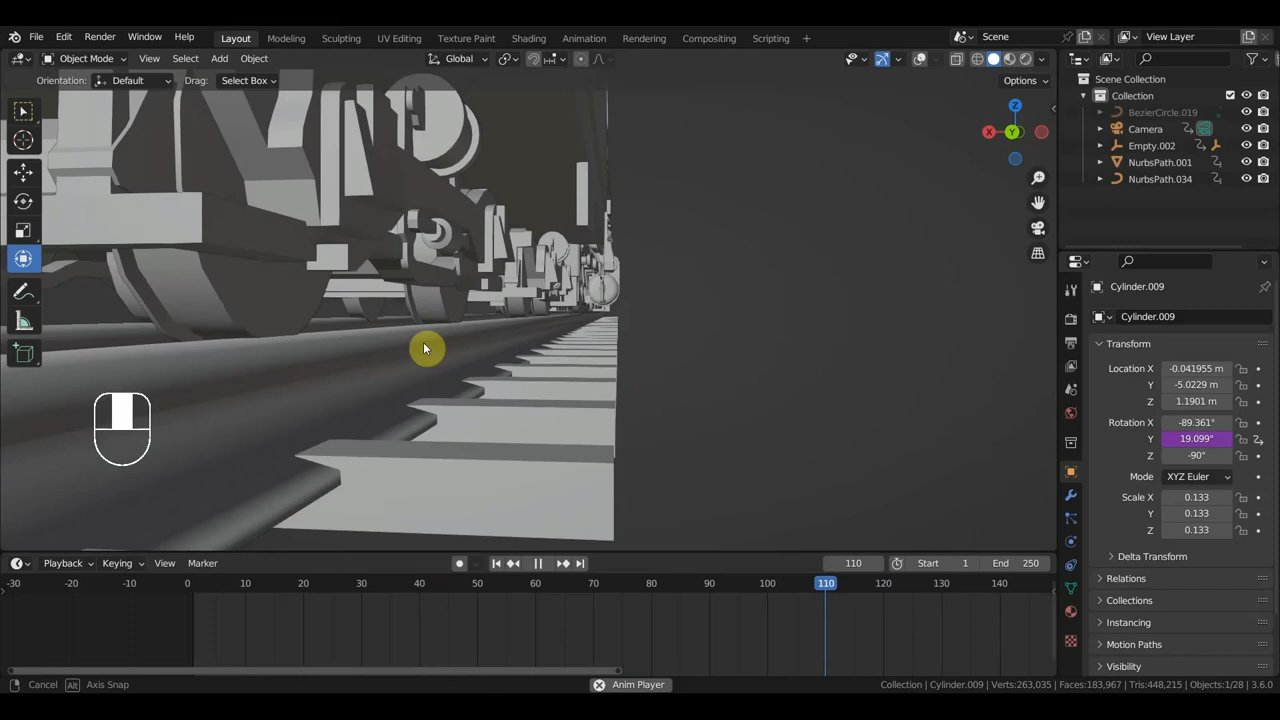 File Edit Render Window Help Layout Modeling Sculpting UV Editing Texture Paint Shading Animation Rendering Compositing Scripting + Scene View Layer
Object Mode View Select Add Object Global
Orientation: Default Drag: Select Box Options
Scene Collection
Collection
BezierCircle.019
Camera
Empty.002
NurbsPath.001
NurbsPath.034
X Y Z
Cylinder.009
Cylinder.009
Transform
Location X -0.041955 m
Y -5.0229 m
Z 1.1901 m
Rotation X -89.361°
Y 19.099°
Z -90°
Mode XYZ Euler
Scale X 0.133
Y 0.133
Z 0.133
Delta Transform
Relations
Collections
Instancing
Motion Paths
Visibility
Playback Keying View Marker 110 Start 1 End 250
-30 -20 -10 0 10 20 30 40 50 60 70 80 90 100 110 120 130 140
Cancel Alt Axis Snap Anim Player Collection | Cylinder.009 | Verts:263,035 | Faces:183,967 | Tris:448,215 | Objects:1/28 | 3.6.0